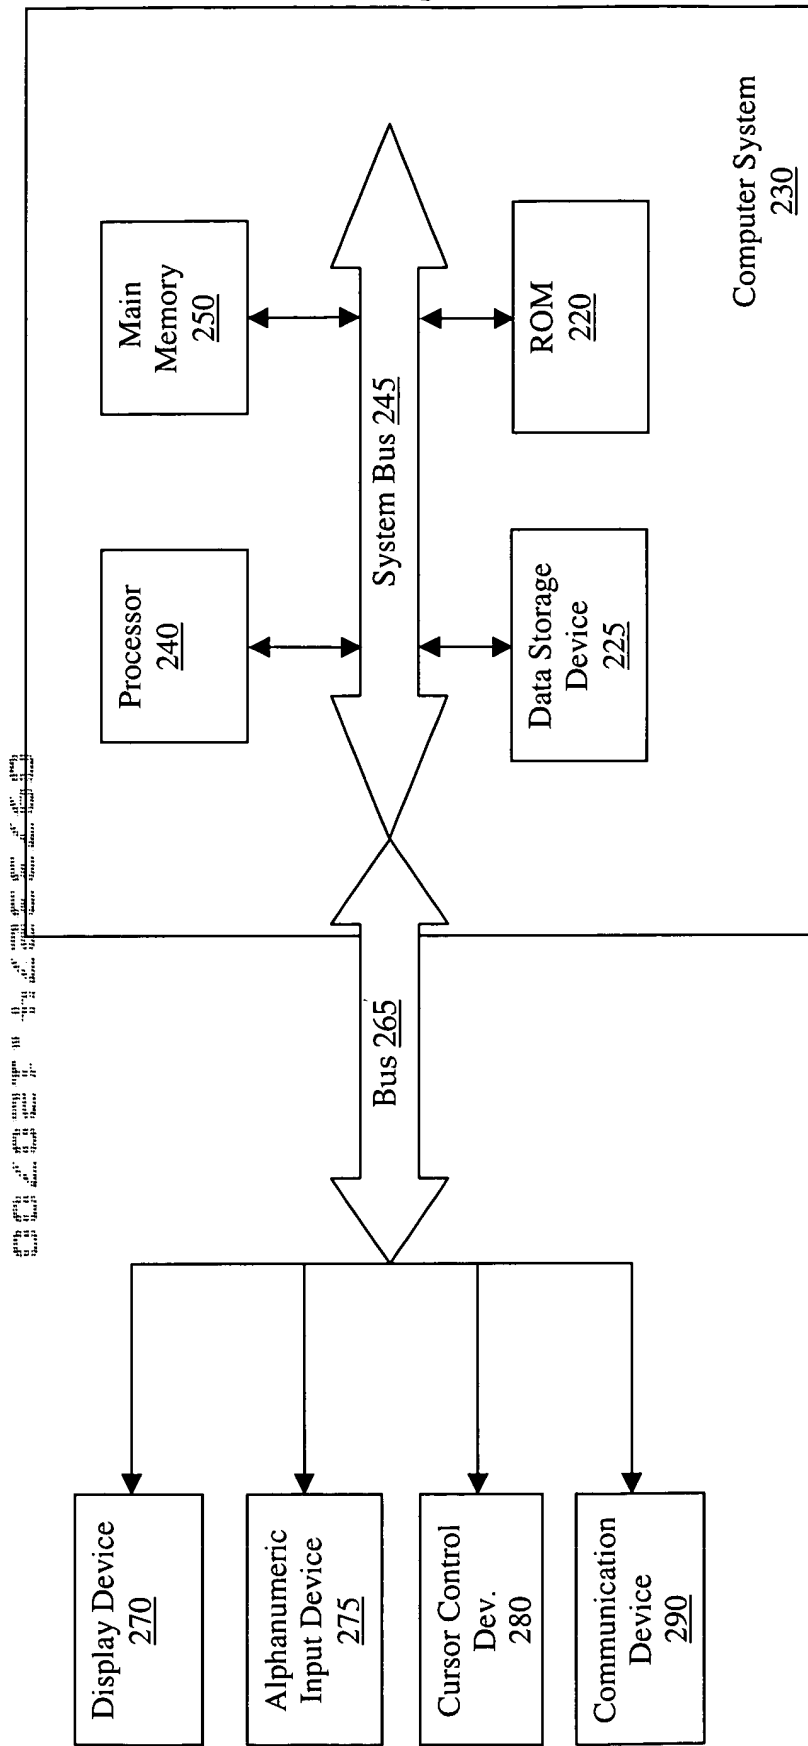 Display Device
270
Alphanumeric
Input Device
275
Cursor Control
Dev. 280
Communication
Device
290
Bus 265
Processor
240
Main
Memory
250
System Bus 245
Data Storage
Device
225
ROM
220
Computer System
230